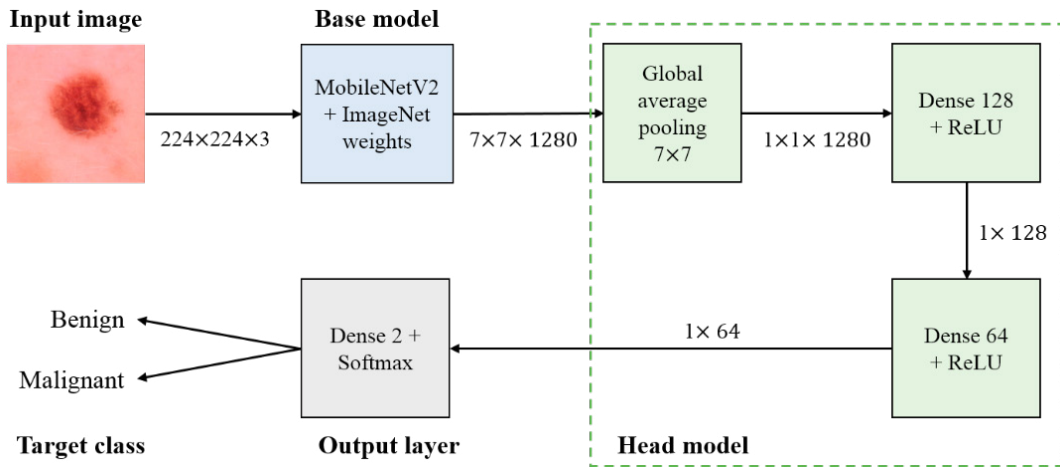 Input image
Base model
MobileNetV2
+ ImageNet
weights
Global
average
pooling
7×7
Dense 128
+ ReLU
224×224×3
7×7× 1280
1×1× 1280
1× 128
Benign
Malignant
Dense 2 +
Softmax
1× 64
Dense 64
+ ReLU
Target class
Output layer
Head model